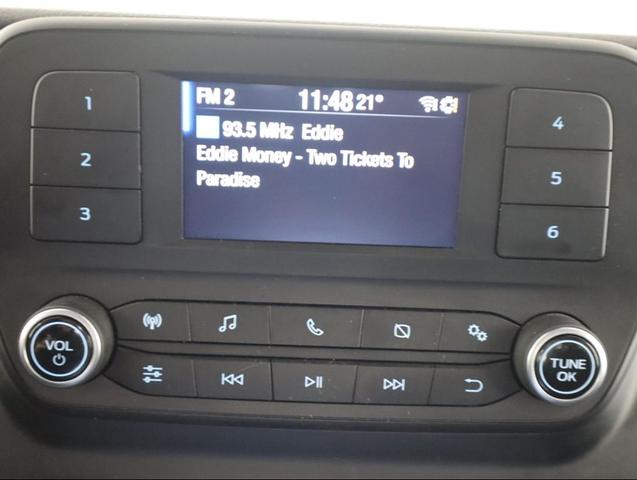 FM 2 11:48 21°
93.5 MHz Eddie
Eddie Money - Two Tickets To
Paradise
1
2
3
4
5
6
VOL
TUNE
OK